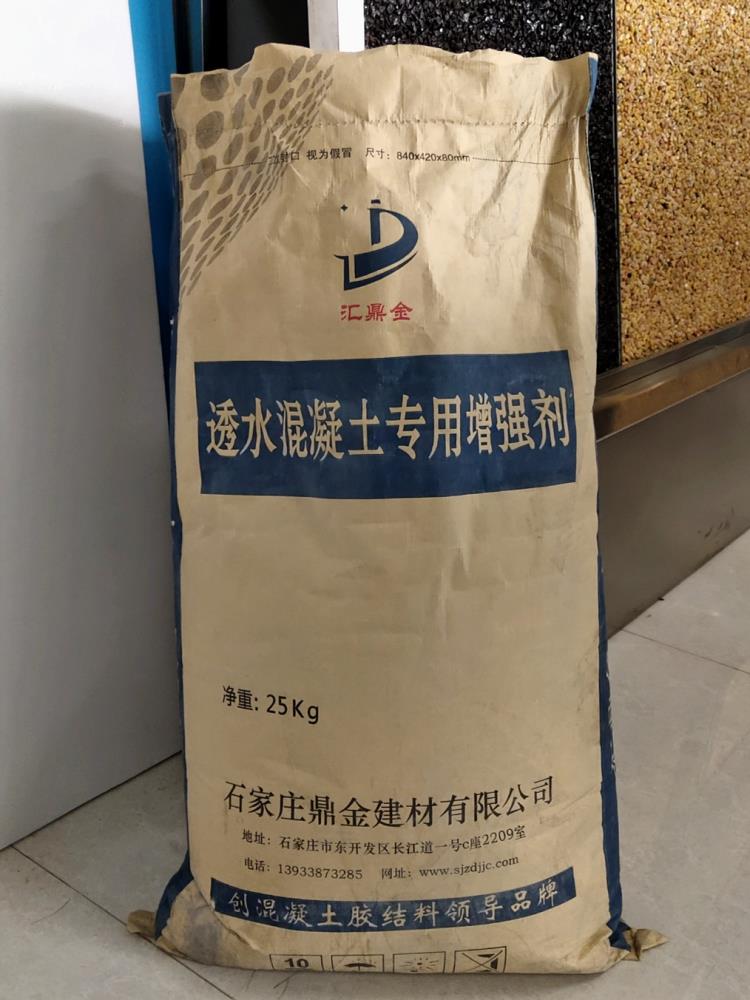 封口 视为假冒 尺寸：840x420x80mm
汇鼎金
透水混凝土专用增强剂
净重：25Kg
石家庄鼎金建材有限公司
地址：石家庄市东开发区长江道一号c座2209室
电话：13933873285 网址：www.sjzdjjc.com
创混凝土胶结料领导品牌
10